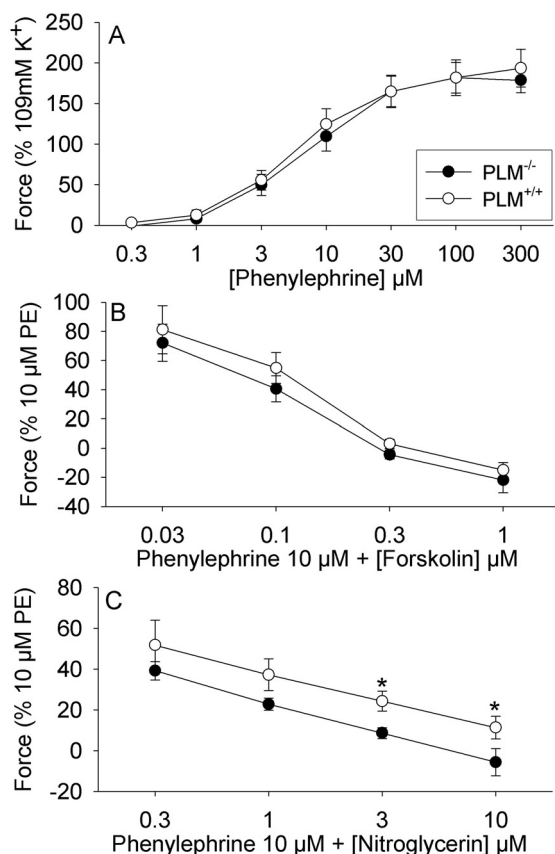 A
Force (% 109mM K+)
250
200
150
100
50
0
PLM-/-
PLM+/+
0.3 1 3 10 30 100 300
[Phenylephrine] µM
B
Force (% 10 µM PE)
100
80
60
40
20
0
-20
-40
0.03 0.1 0.3 1
Phenylephrine 10 µM + [Forskolin] µM
C
Force (% 10 µM PE)
80
60
40
20
0
-20
* *
0.3 1 3 10
Phenylephrine 10 µM + [Nitroglycerin] µM